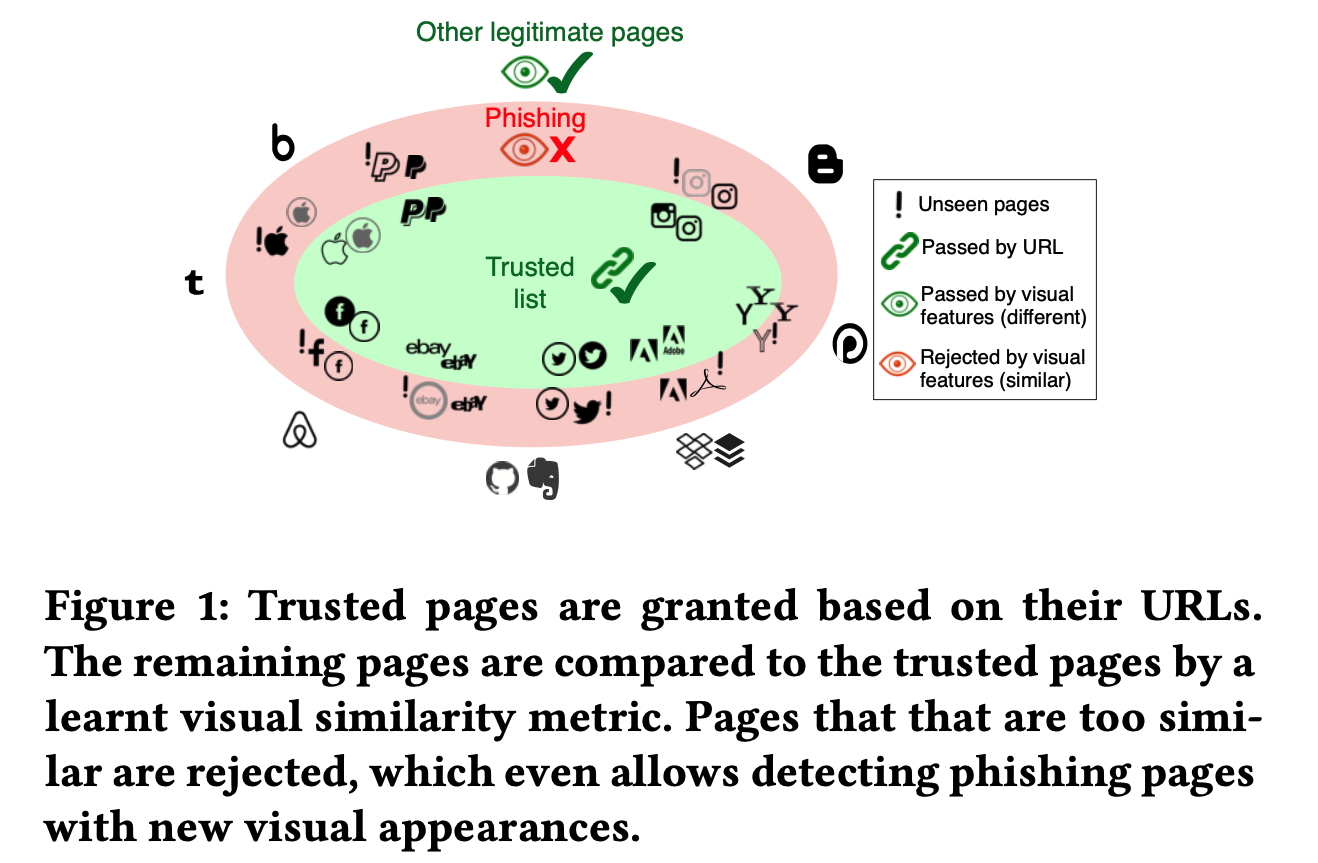 Other legitimate pages
Phishing
X
b
!
!
!
t
Trusted
list
Y Y Y
Y!
f
f
!f
f
ebay
ebaY
Adobe
!
!
ebay
ebaY
!
! Unseen pages
Passed by URL
Passed by visual
features (different)
Rejected by visual
features (similar)
Figure 1: Trusted pages are granted based on their URLs.
The remaining pages are compared to the trusted pages by a
learnt visual similarity metric. Pages that that are too simi-
lar are rejected, which even allows detecting phishing pages
with new visual appearances.